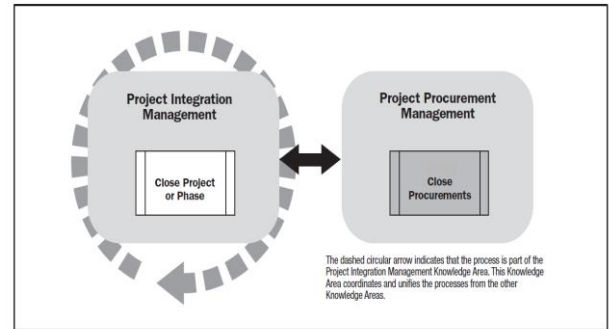 Project Integration
Management
Close Project
or Phase
Project Procurement
Management
Close
Procurements
The dashed circular arrow indicates that the process is part of the
Project Integration Management Knowledge Area. This Knowledge
Area coordinates and unifies the processes from the other
Knowledge Areas.